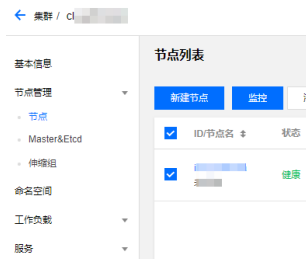 集群 / cl
基本信息
节点管理
节点
Master&Etcd
伸缩组
命名空间
工作负载
服务
节点列表
新建节点 监控
ID/节点名 状态
健康